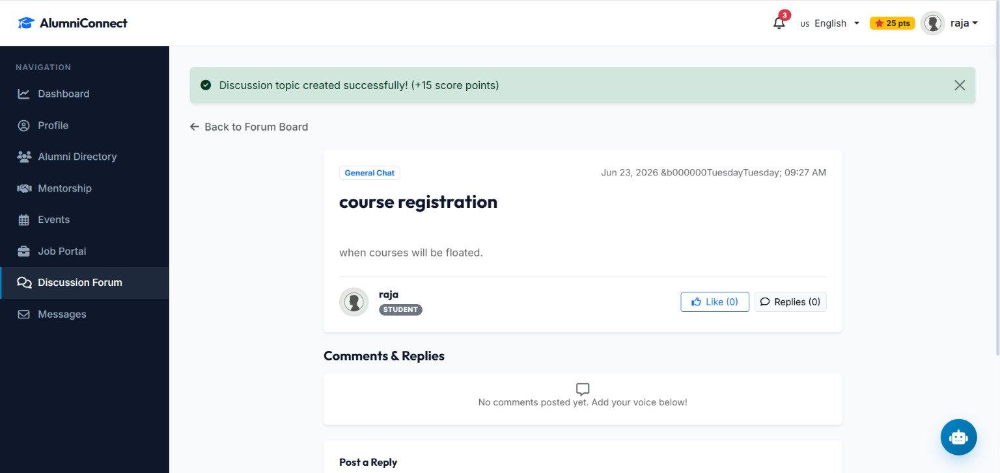 AlumniConnect
3
us English
25 pts
raja
NAVIGATION
Dashboard
Profile
Alumni Directory
Mentorship
Events
Job Portal
Discussion Forum
Messages
Discussion topic created successfully! (+15 score points)
Back to Forum Board
General Chat
Jun 23, 2026 &b000000TuesdayTuesday; 09:27 AM
course registration
when courses will be floated.
raja
STUDENT
Like (0)
Replies (0)
Comments & Replies
No comments posted yet. Add your voice below!
Post a Reply